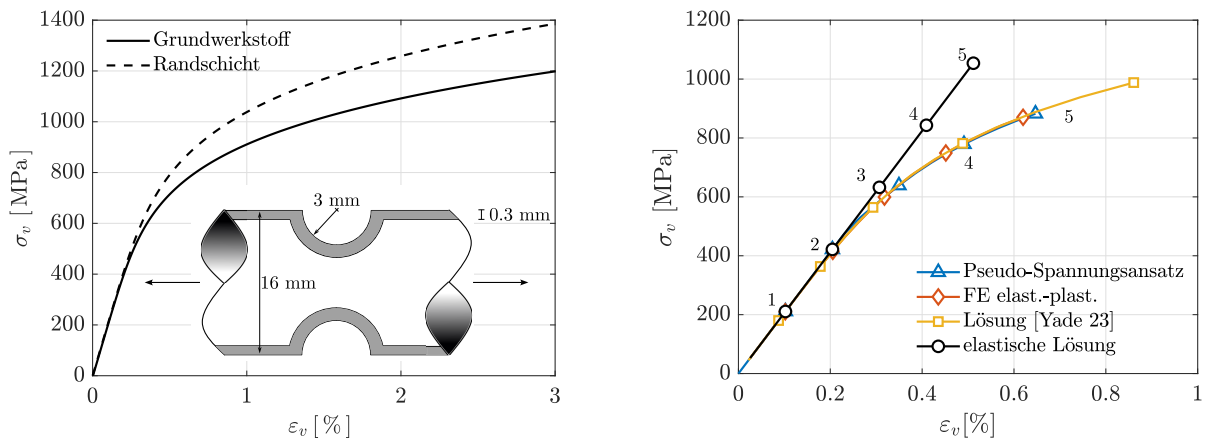 1400
1200
1000
800
600
400
200
0
σᵥ [MPa]
Grundwerkstoff
Randschicht
3 mm
0.3 mm
16 mm
0 1 2 3
εᵥ [%]
1200
1000
800
600
400
200
0
σᵥ [MPa]
1
2
3
4
5
4
5
Pseudo-Spannungsansatz
FE elast.-plast.
Lösung [Yade 23]
elastische Lösung
0 0.2 0.4 0.6 0.8 1
εᵥ[%]